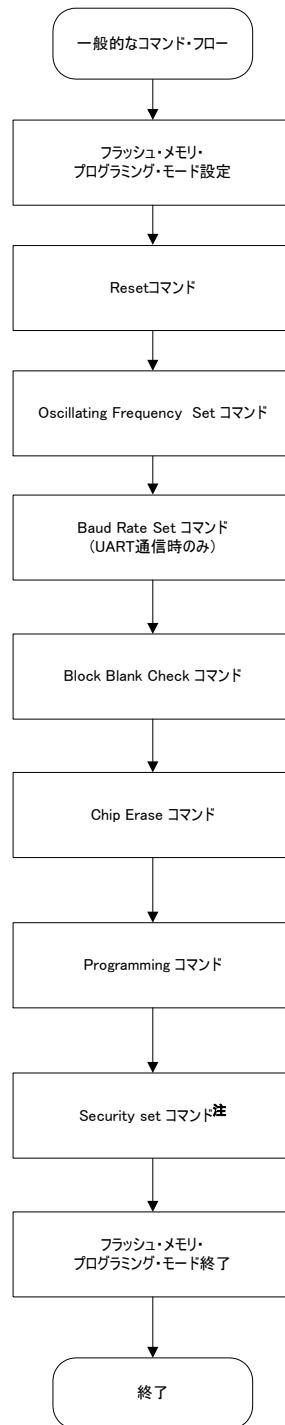 一般的なコマンド・フロー
フラッシュ・メモリ・
プログラミング・モード設定
Resetコマンド
Oscillating Frequency Set コマンド
Baud Rate Set コマンド
(UART通信時のみ)
Block Blank Check コマンド
Chip Erase コマンド
Programming コマンド
Security set コマンド注
フラッシュ・メモリ・
プログラミング・モード終了
終了